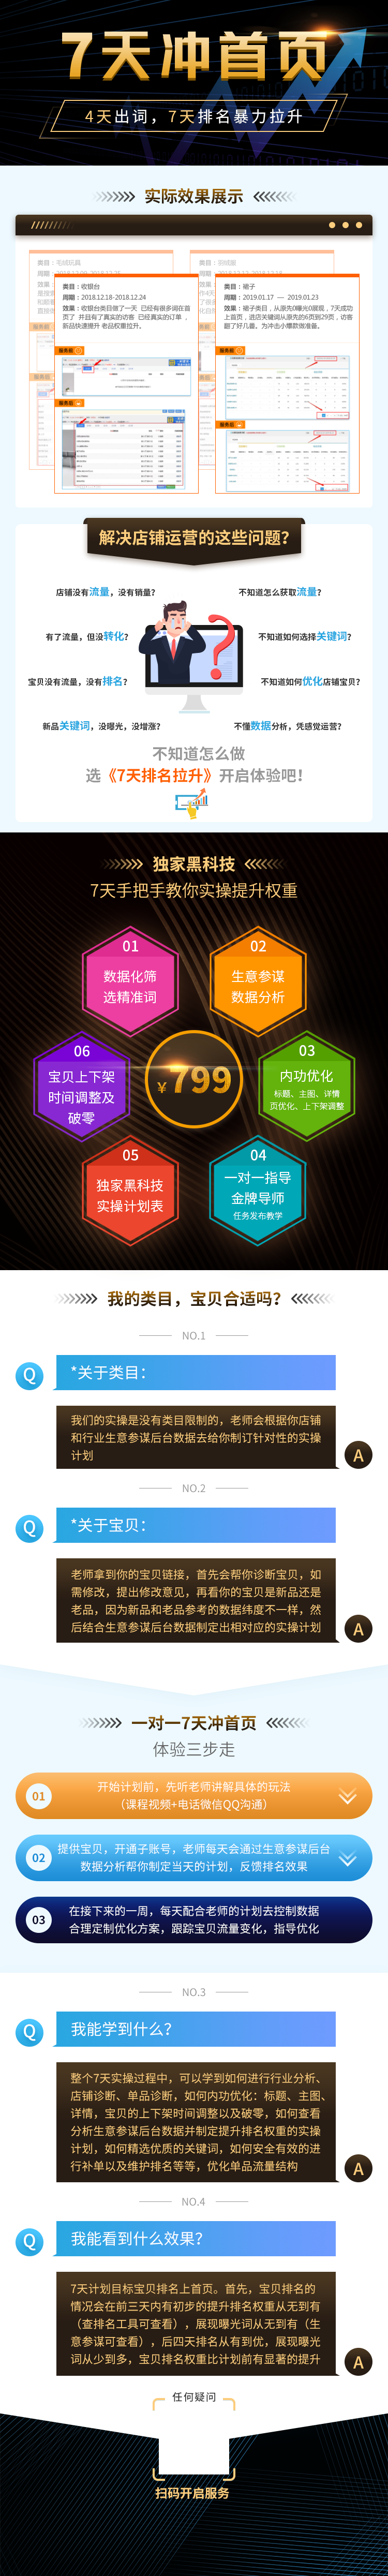 7天冲首页
4天出词，7天排名暴力拉升
实际效果展示
类目：
周期：
效果：
类目：
周期：
效果：
类目：收银台
周期：2018.12.18-2018.12.24
效果：收银台类目做了一天 已经有很多词在首
页了 并且有了真实的访客 已经真实的订单，
新品快速提升 老品权重拉升。
服务前
服务后
类目：裙子
周期：2019.01.17 — 2019.01.23
效果：裙子类目，从原先0曝光0展现，7天成功
上首页，进店关键词从原先的6页到29页，访客
翻了好几番，为冲击小爆款做准备。
服务前
服务后
解决店铺运营的这些问题？
店铺没有流量，没有销量？
不知道怎么获取流量？
有了流量，但没转化？
不知道如何选择关键词？
宝贝没有流量，没有排名？
不知道如何优化店铺宝贝？
新品关键词，没曝光，没增涨？
不懂数据分析，凭感觉运营？
不知道怎么做
选《7天排名拉升》开启体验吧！
独家黑科技
7天手把手教你实操提升权重
01
数据化筛
选精准词
02
生意参谋
数据分析
06
宝贝上下架
时间调整及
破零
¥799
03
内功优化
标题、主图、详情
页优化、上下架调整
05
独家黑科技
实操计划表
04
一对一指导
金牌导师
任务发布教学
我的类目，宝贝合适吗？
NO.1
Q
*关于类目：
我们的实操是没有类目限制的，老师会根据你店铺
和行业生意参谋后台数据去给你制订针对性的实操
计划
A
NO.2
Q
*关于宝贝：
老师拿到你的宝贝链接，首先会帮你诊断宝贝，如
需修改，提出修改意见，再看你的宝贝是新品还是
老品，因为新品和老品参考的数据纬度不一样，然
后结合生意参谋后台数据制定出相对应的实操计划
A
一对一7天冲首页
体验三步走
01
开始计划前，先听老师讲解具体的玩法
（课程视频+电话微信QQ沟通）
02
提供宝贝，开通子账号，老师每天会通过生意参谋后台
数据分析帮你制定当天的计划，反馈排名效果
03
在接下来的一周，每天配合老师的计划去控制数据
合理定制优化方案，跟踪宝贝流量变化，指导优化
NO.3
Q
我能学到什么？
整个7天实操过程中，可以学到如何进行行业分析、
店铺诊断、单品诊断，如何内功优化：标题、主图、
详情，宝贝的上下架时间调整以及破零，如何查看
分析生意参谋后台数据并制定提升排名权重的实操
计划，如何精选优质的关键词，如何安全有效的进
行补单以及维护排名等等，优化单品流量结构
A
NO.4
Q
我能看到什么效果？
7天计划目标宝贝排名上首页。首先，宝贝排名的
情况会在前三天内有初步的提升排名权重从无到有
（查排名工具可查看），展现曝光词从无到有（生
意参谋可查看），后四天排名从有到优，展现曝光
词从少到多，宝贝排名权重比计划前有显著的提升
A
任何疑问
扫码开启服务